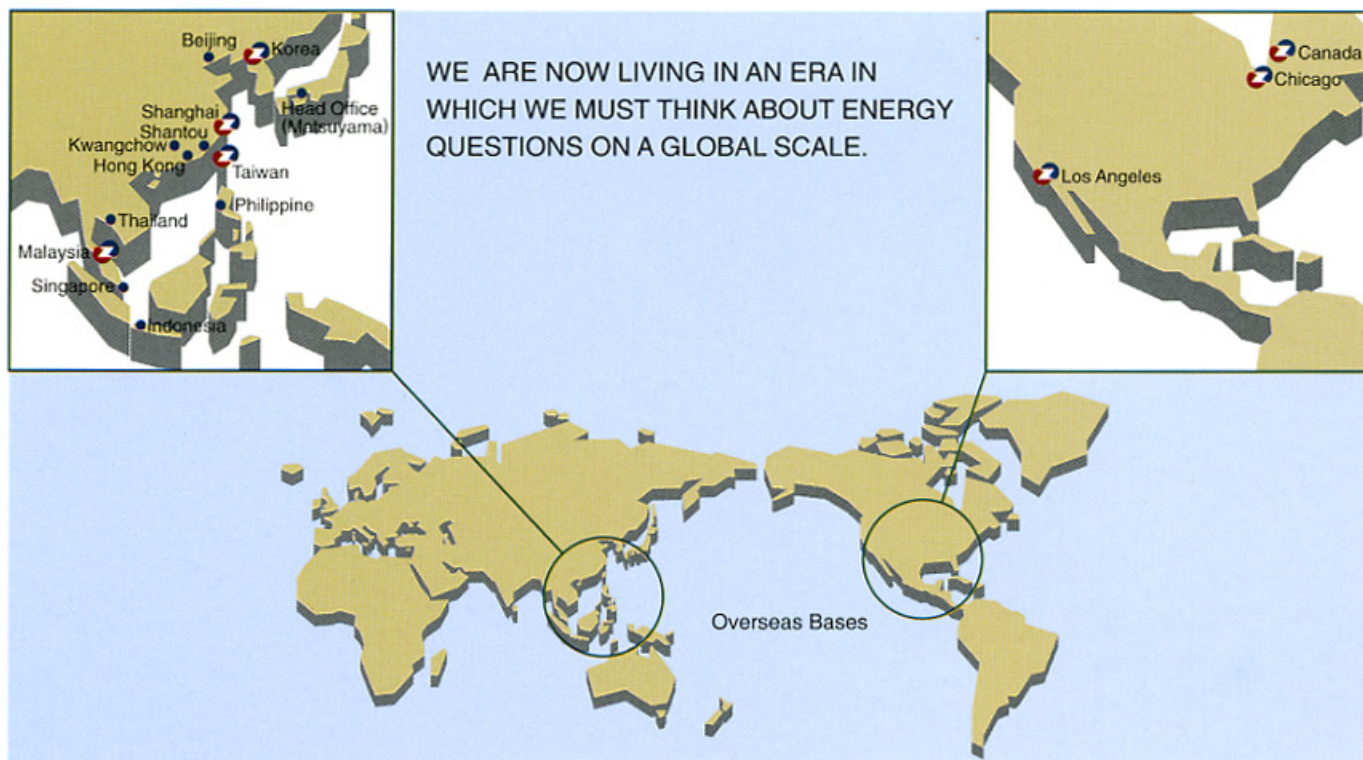 WE ARE NOW LIVING IN AN ERA IN
WHICH WE MUST THINK ABOUT ENERGY
QUESTIONS ON A GLOBAL SCALE.
Beijing
Korea
Head Office
(Matsuyama)
Shanghai
Shantou
Kwangchow
Hong Kong
Taiwan
Philippine
Thailand
Malaysia
Singapore
Indonesia
Canada
Chicago
Los Angeles
Overseas Bases